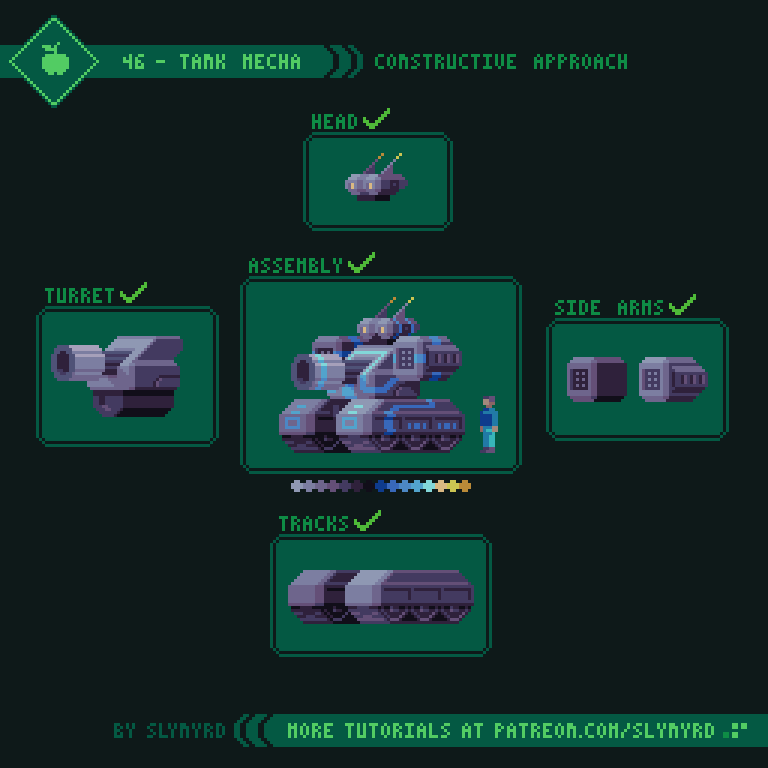 46 - TANK MECHA
CONSTRUCTIVE APPROACH
HEAD
ASSEMBLY
TURRET
SIDE ARMS
TRACKS
BY SLYNYRD
MORE TUTORIALS AT PATREON.COM/SLYNYRD